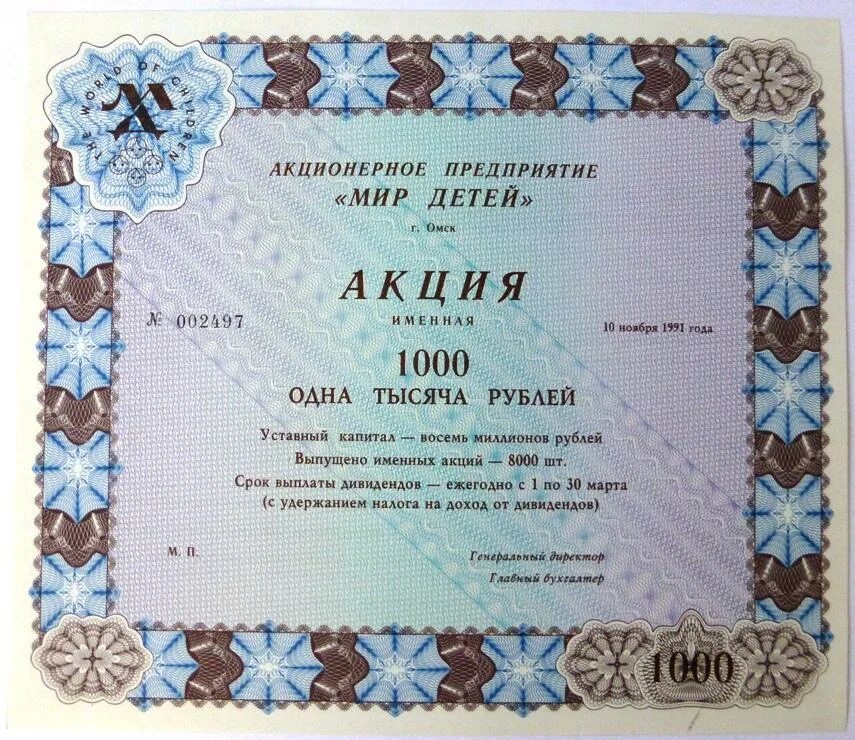 THE WORLD OF CHILDREN
МД
АКЦИОНЕРНОЕ ПРЕДПРИЯТИЕ
«МИР ДЕТЕЙ»
г. Омск
АКЦИЯ
ИМЕННАЯ
№ 002497
10 ноября 1991 года
1000
ОДНА ТЫСЯЧА РУБЛЕЙ
Уставный капитал — восемь миллионов рублей
Выпущено именных акций — 8000 шт.
Срок выплаты дивидендов — ежегодно с 1 по 30 марта
(с удержанием налога на доход от дивидендов)
М. П.
Генеральный директор
Главный бухгалтер
1000